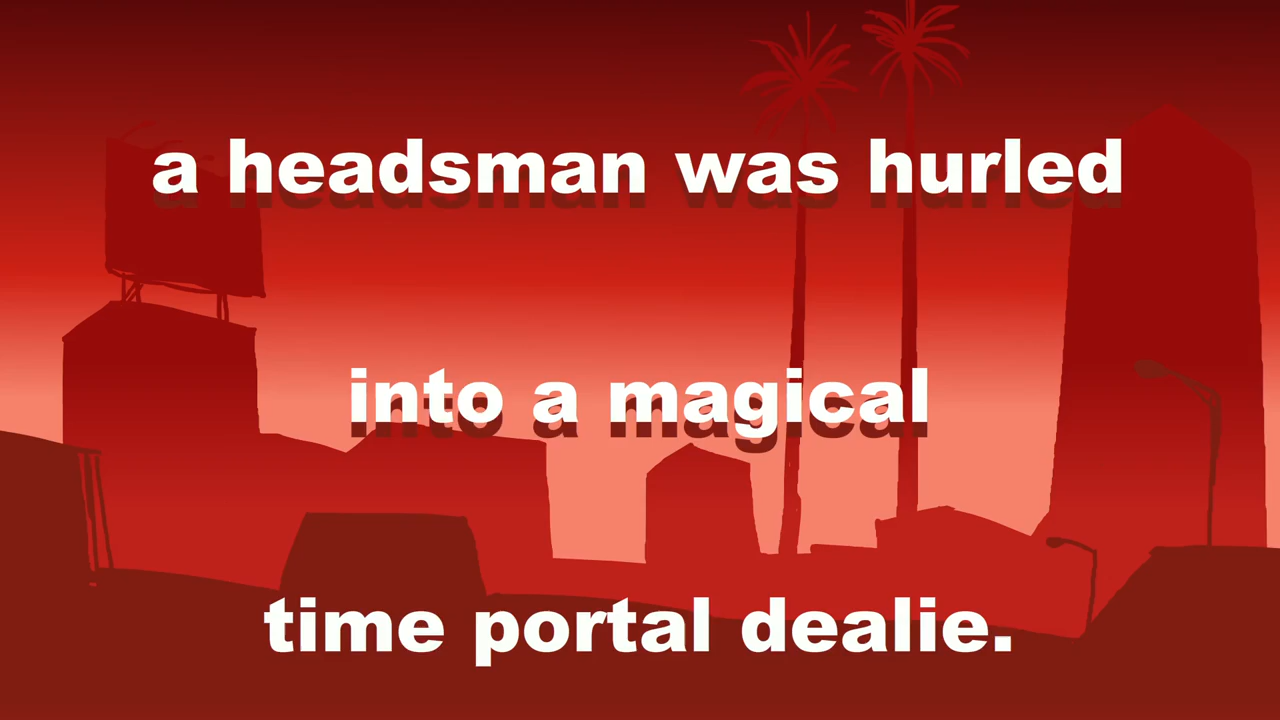 a headsman was hurled
into a magical
time portal dealie.